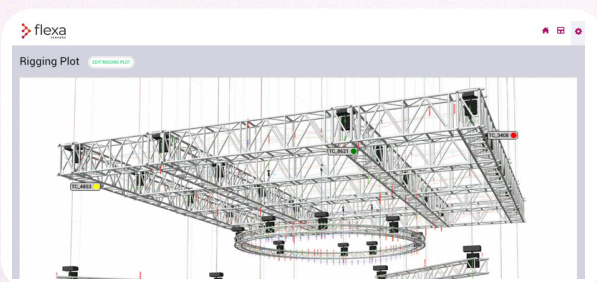 flexa
SENSORS
Rigging Plot
EDIT RIGGING PLOT
TC_3408
TC_8621
TC_4653